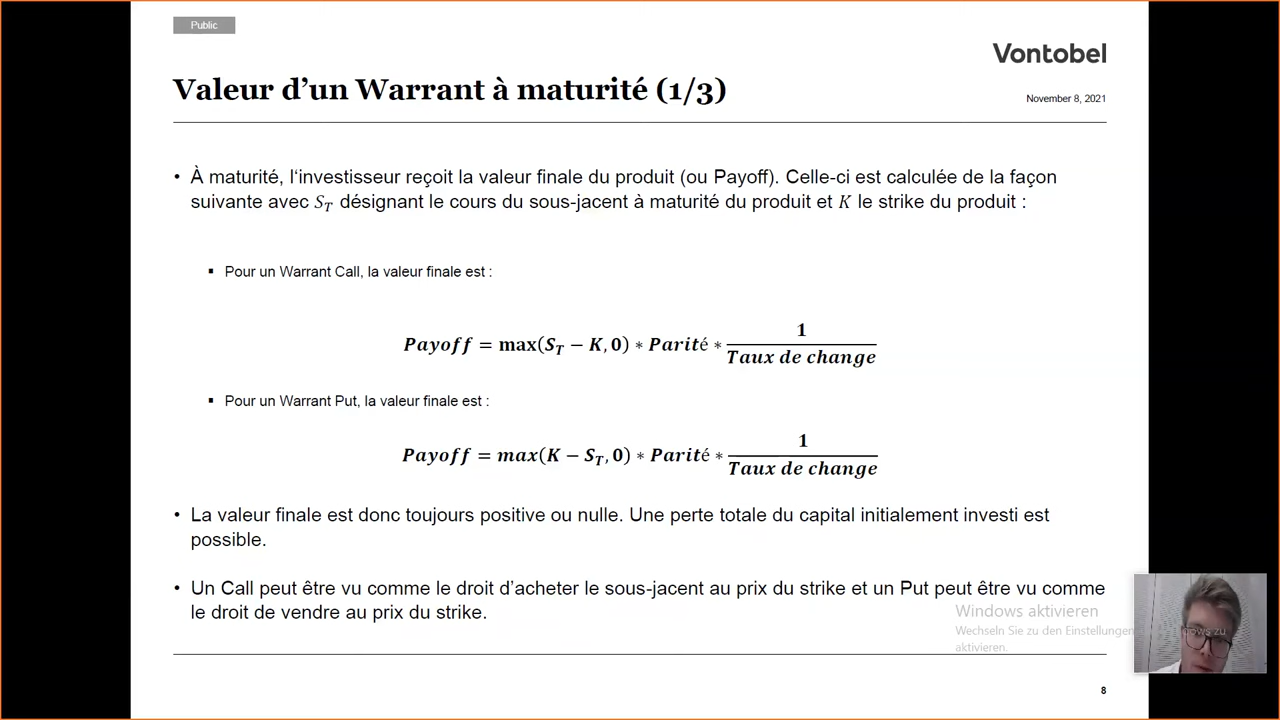 Public
Vontobel
Valeur d’un Warrant à maturité (1/3)
November 8, 2021
• À maturité, l‘investisseur reçoit la valeur finale du produit (ou Payoff). Celle-ci est calculée de la façon
suivante avec S_T désignant le cours du sous-jacent à maturité du produit et K le strike du produit :
▪ Pour un Warrant Call, la valeur finale est :
Payoff = max(S_T − K, 0) ∗ Parité ∗ 1 / Taux de change
▪ Pour un Warrant Put, la valeur finale est :
Payoff = max(K − S_T, 0) ∗ Parité ∗ 1 / Taux de change
• La valeur finale est donc toujours positive ou nulle. Une perte totale du capital initialement investi est
possible.
• Un Call peut être vu comme le droit d’acheter le sous-jacent au prix du strike et un Put peut être vu comme
le droit de vendre au prix du strike.
Windows aktivieren
Wechseln Sie zu den Einstellungen
aktivieren.
8